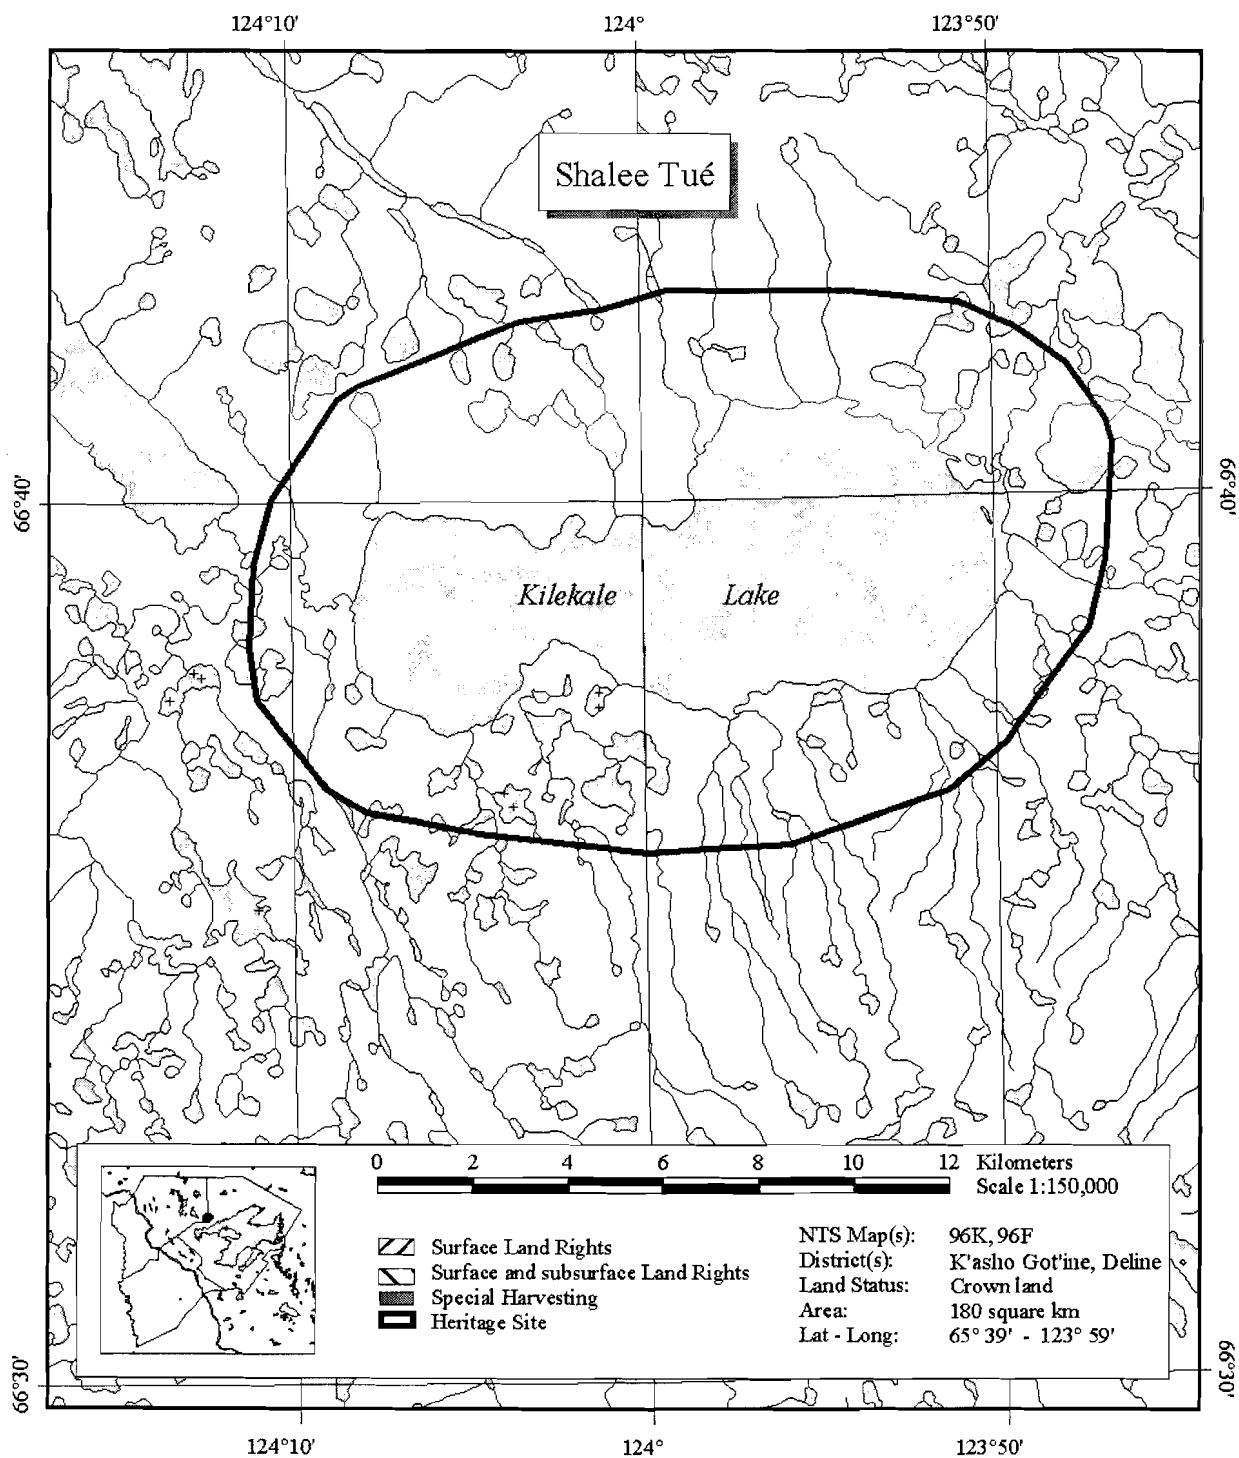 124°10' 124° 123°50'
Shalee Tué
66°40' 66°40'
Kilekale Lake
0 2 4 6 8 10 12 Kilometers
Scale 1:150,000
Surface Land Rights
Surface and subsurface Land Rights
Special Harvesting
Heritage Site
NTS Map(s): 96K, 96F
District(s): K'asho Got'ine, Deline
Land Status: Crown land
Area: 180 square km
Lat - Long: 65° 39' - 123° 59'
66°30' 66°30'
124°10' 124° 123°50'